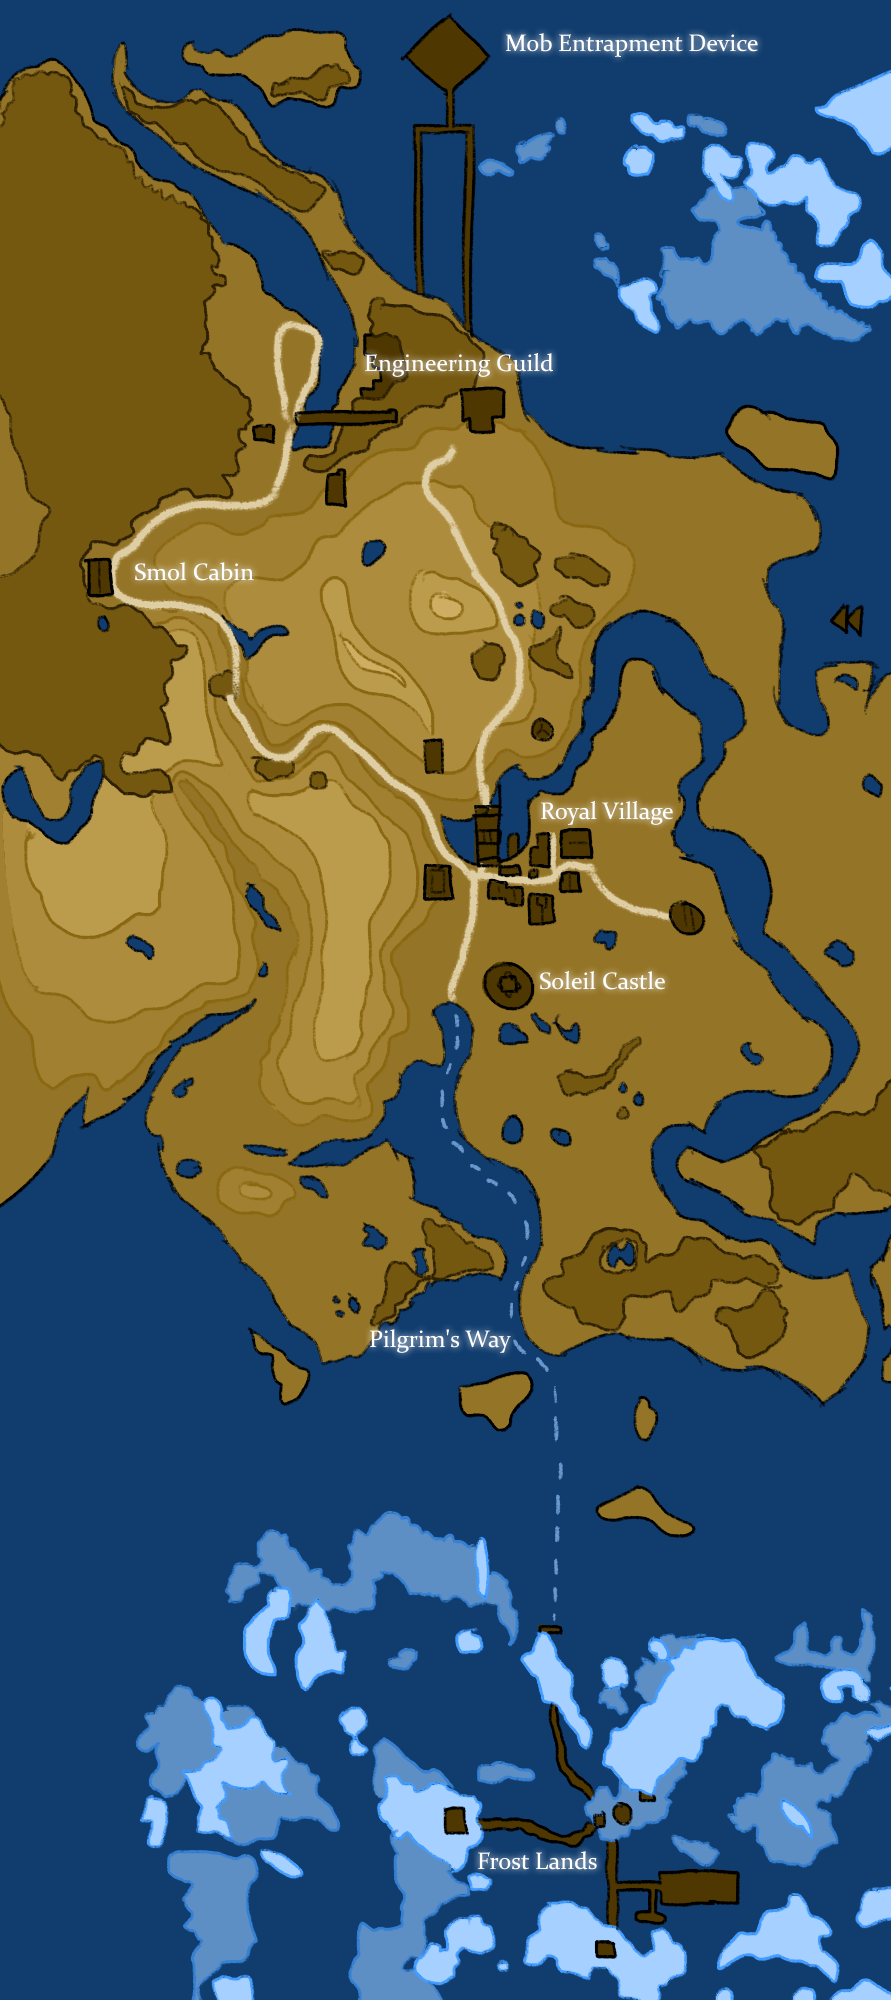 Mob Entrapment Device
Engineering Guild
Smol Cabin
Royal Village
Soleil Castle
Pilgrim's Way
Frost Lands